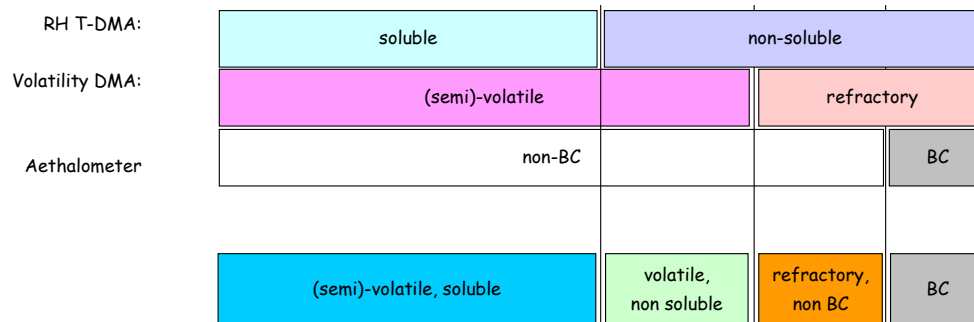 RH T-DMA:
soluble
non-soluble
Volatility DMA:
(semi)-volatile
refractory
Aethalometer
non-BC
BC
(semi)-volatile, soluble
volatile,
non soluble
refractory,
non BC
BC